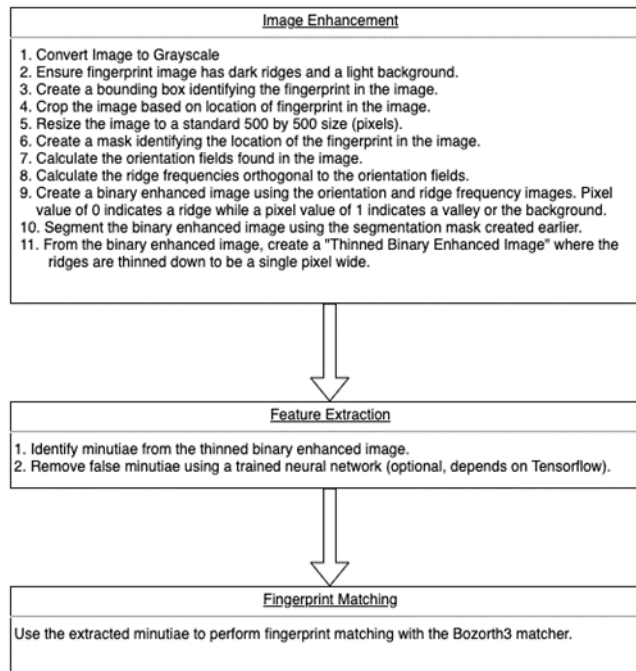 Image Enhancement
1. Convert Image to Grayscale
2. Ensure fingerprint image has dark ridges and a light background.
3. Create a bounding box identifying the fingerprint in the image.
4. Crop the image based on location of fingerprint in the image.
5. Resize the image to a standard 500 by 500 size (pixels).
6. Create a mask identifying the location of the fingerprint in the image.
7. Calculate the orientation fields found in the image.
8. Calculate the ridge frequencies orthogonal to the orientation fields.
9. Create a binary enhanced image using the orientation and ridge frequency images. Pixel
value of 0 indicates a ridge while a pixel value of 1 indicates a valley or the background.
10. Segment the binary enhanced image using the segmentation mask created earlier.
11. From the binary enhanced image, create a "Thinned Binary Enhanced Image" where the
ridges are thinned down to be a single pixel wide.
Feature Extraction
1. Identify minutiae from the thinned binary enhanced image.
2. Remove false minutiae using a trained neural network (optional, depends on Tensorflow).
Fingerprint Matching
Use the extracted minutiae to perform fingerprint matching with the Bozorth3 matcher.